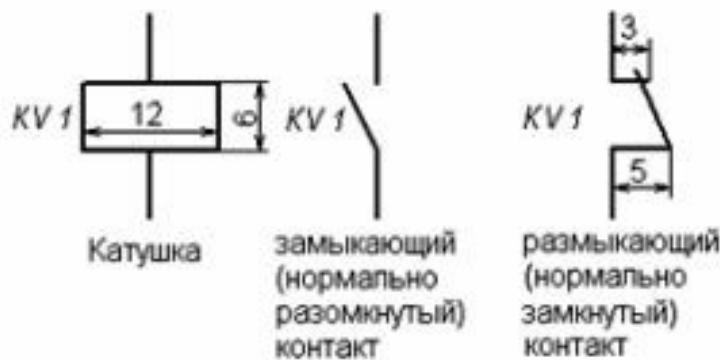 3
KV 1
12
6
KV 1
KV 1
5
Катушка
замыкающий
(нормально
разомкнутый)
контакт
размыкающий
(нормально
замкнутый)
контакт